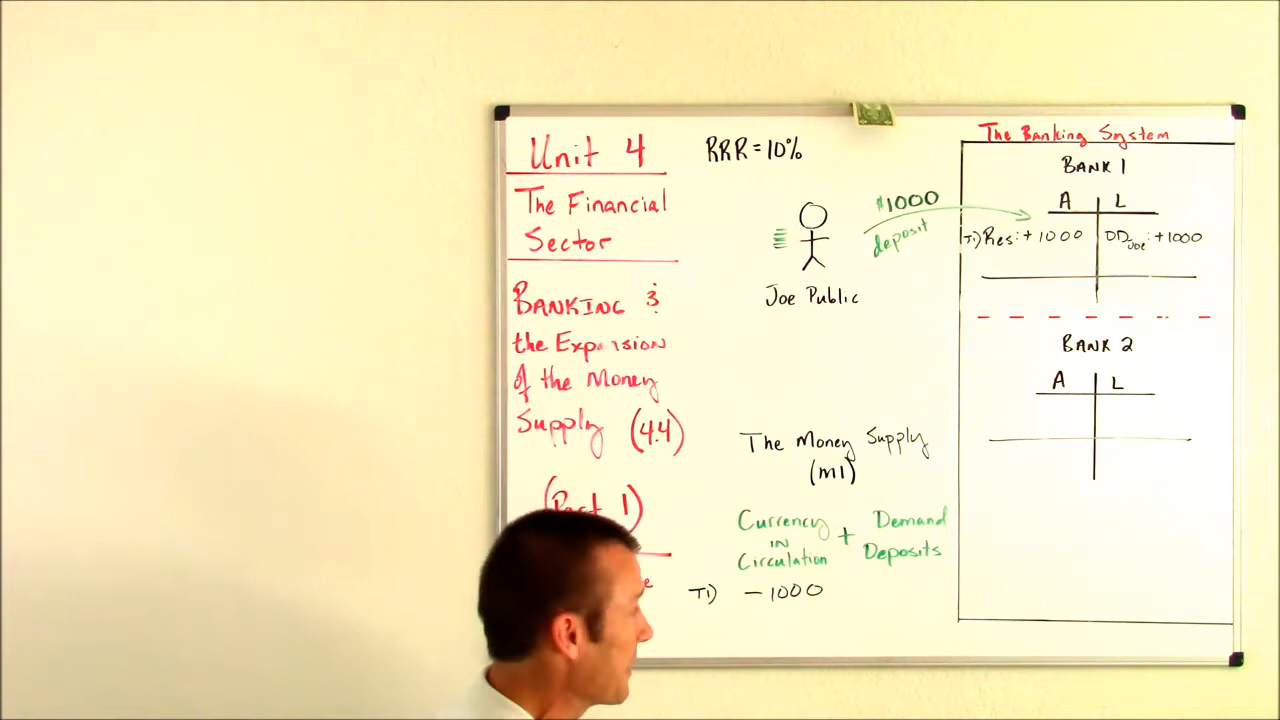 Unit 4
The Financial
Sector
BANKING &
the Expansion
of the Money
Supply (4.4)
(Part 1)
RRR = 10%
$1000
deposit
Joe Public
The Money Supply
(m1)
Currency
IN
Circulation
+
Demand
Deposits
T1) - 1000
The Banking System
BANK 1
A L
T1) Res: + 1000 DD Joe: +1000
BANK 2
A L